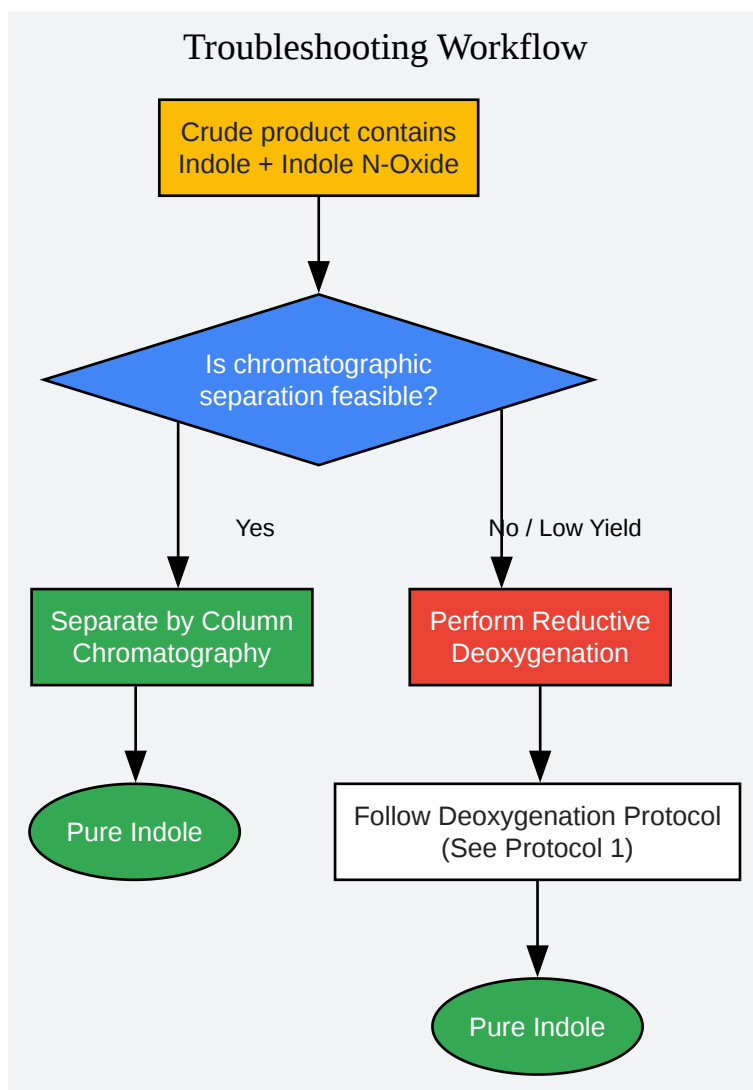 Troubleshooting Workflow
Crude product contains
Indole + Indole N-Oxide
Is chromatographic
separation feasible?
Yes
No / Low Yield
Separate by Column
Chromatography
Perform Reductive
Deoxygenation
Pure Indole
Follow Deoxygenation Protocol
(See Protocol 1)
Pure Indole